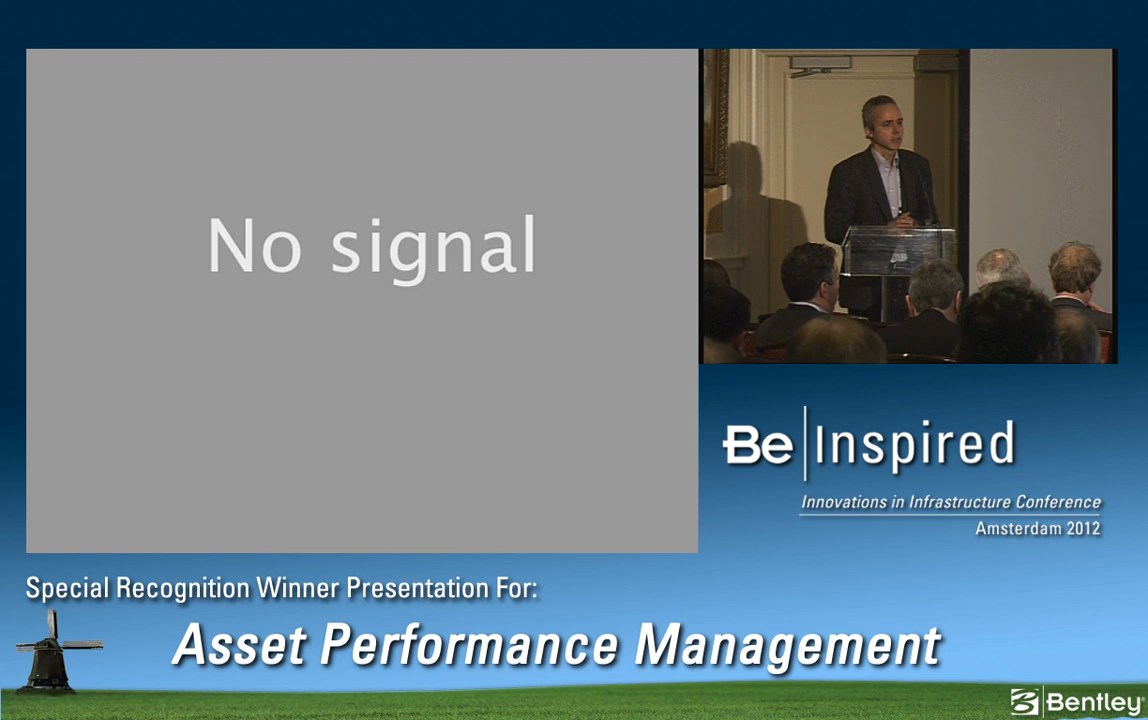 No signal
Be Inspired
Innovations in Infrastructure Conference
Amsterdam 2012
Special Recognition Winner Presentation For:
Asset Performance Management
Bentley